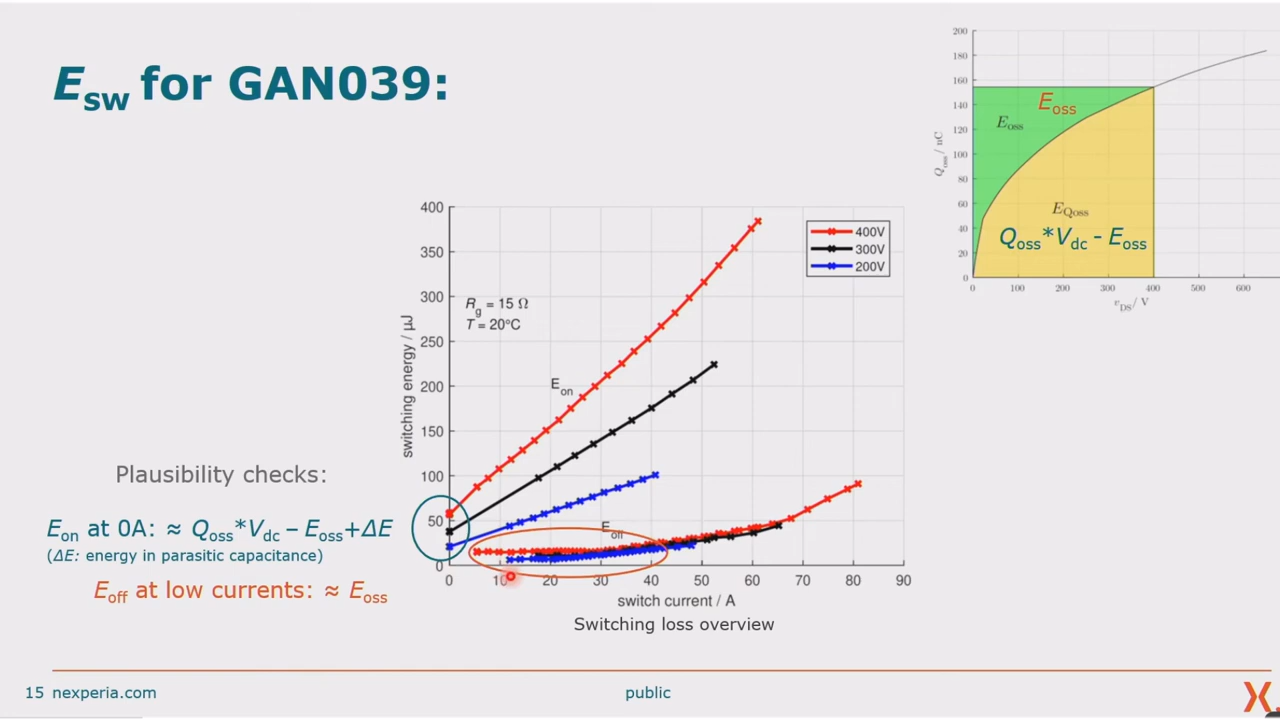 Esw for GAN039:
200
180
160
140
120
100
80
60
40
20
0
Qoss / nC
Eoss
Eoss
EQoss
Qoss*Vdc - Eoss
0 100 200 300 400 500 600
vDS / V
400
350
300
250
200
150
100
50
0
switching energy / µJ
400V
300V
200V
Rg = 15 Ω
T = 20°C
Eon
Eoff
0 10 20 30 40 50 60 70 80 90
switch current / A
Switching loss overview
Plausibility checks:
Eon at 0A: ≈ Qoss*Vdc – Eoss+ΔE
(ΔE: energy in parasitic capacitance)
Eoff at low currents: ≈ Eoss
15 nexperia.com
public